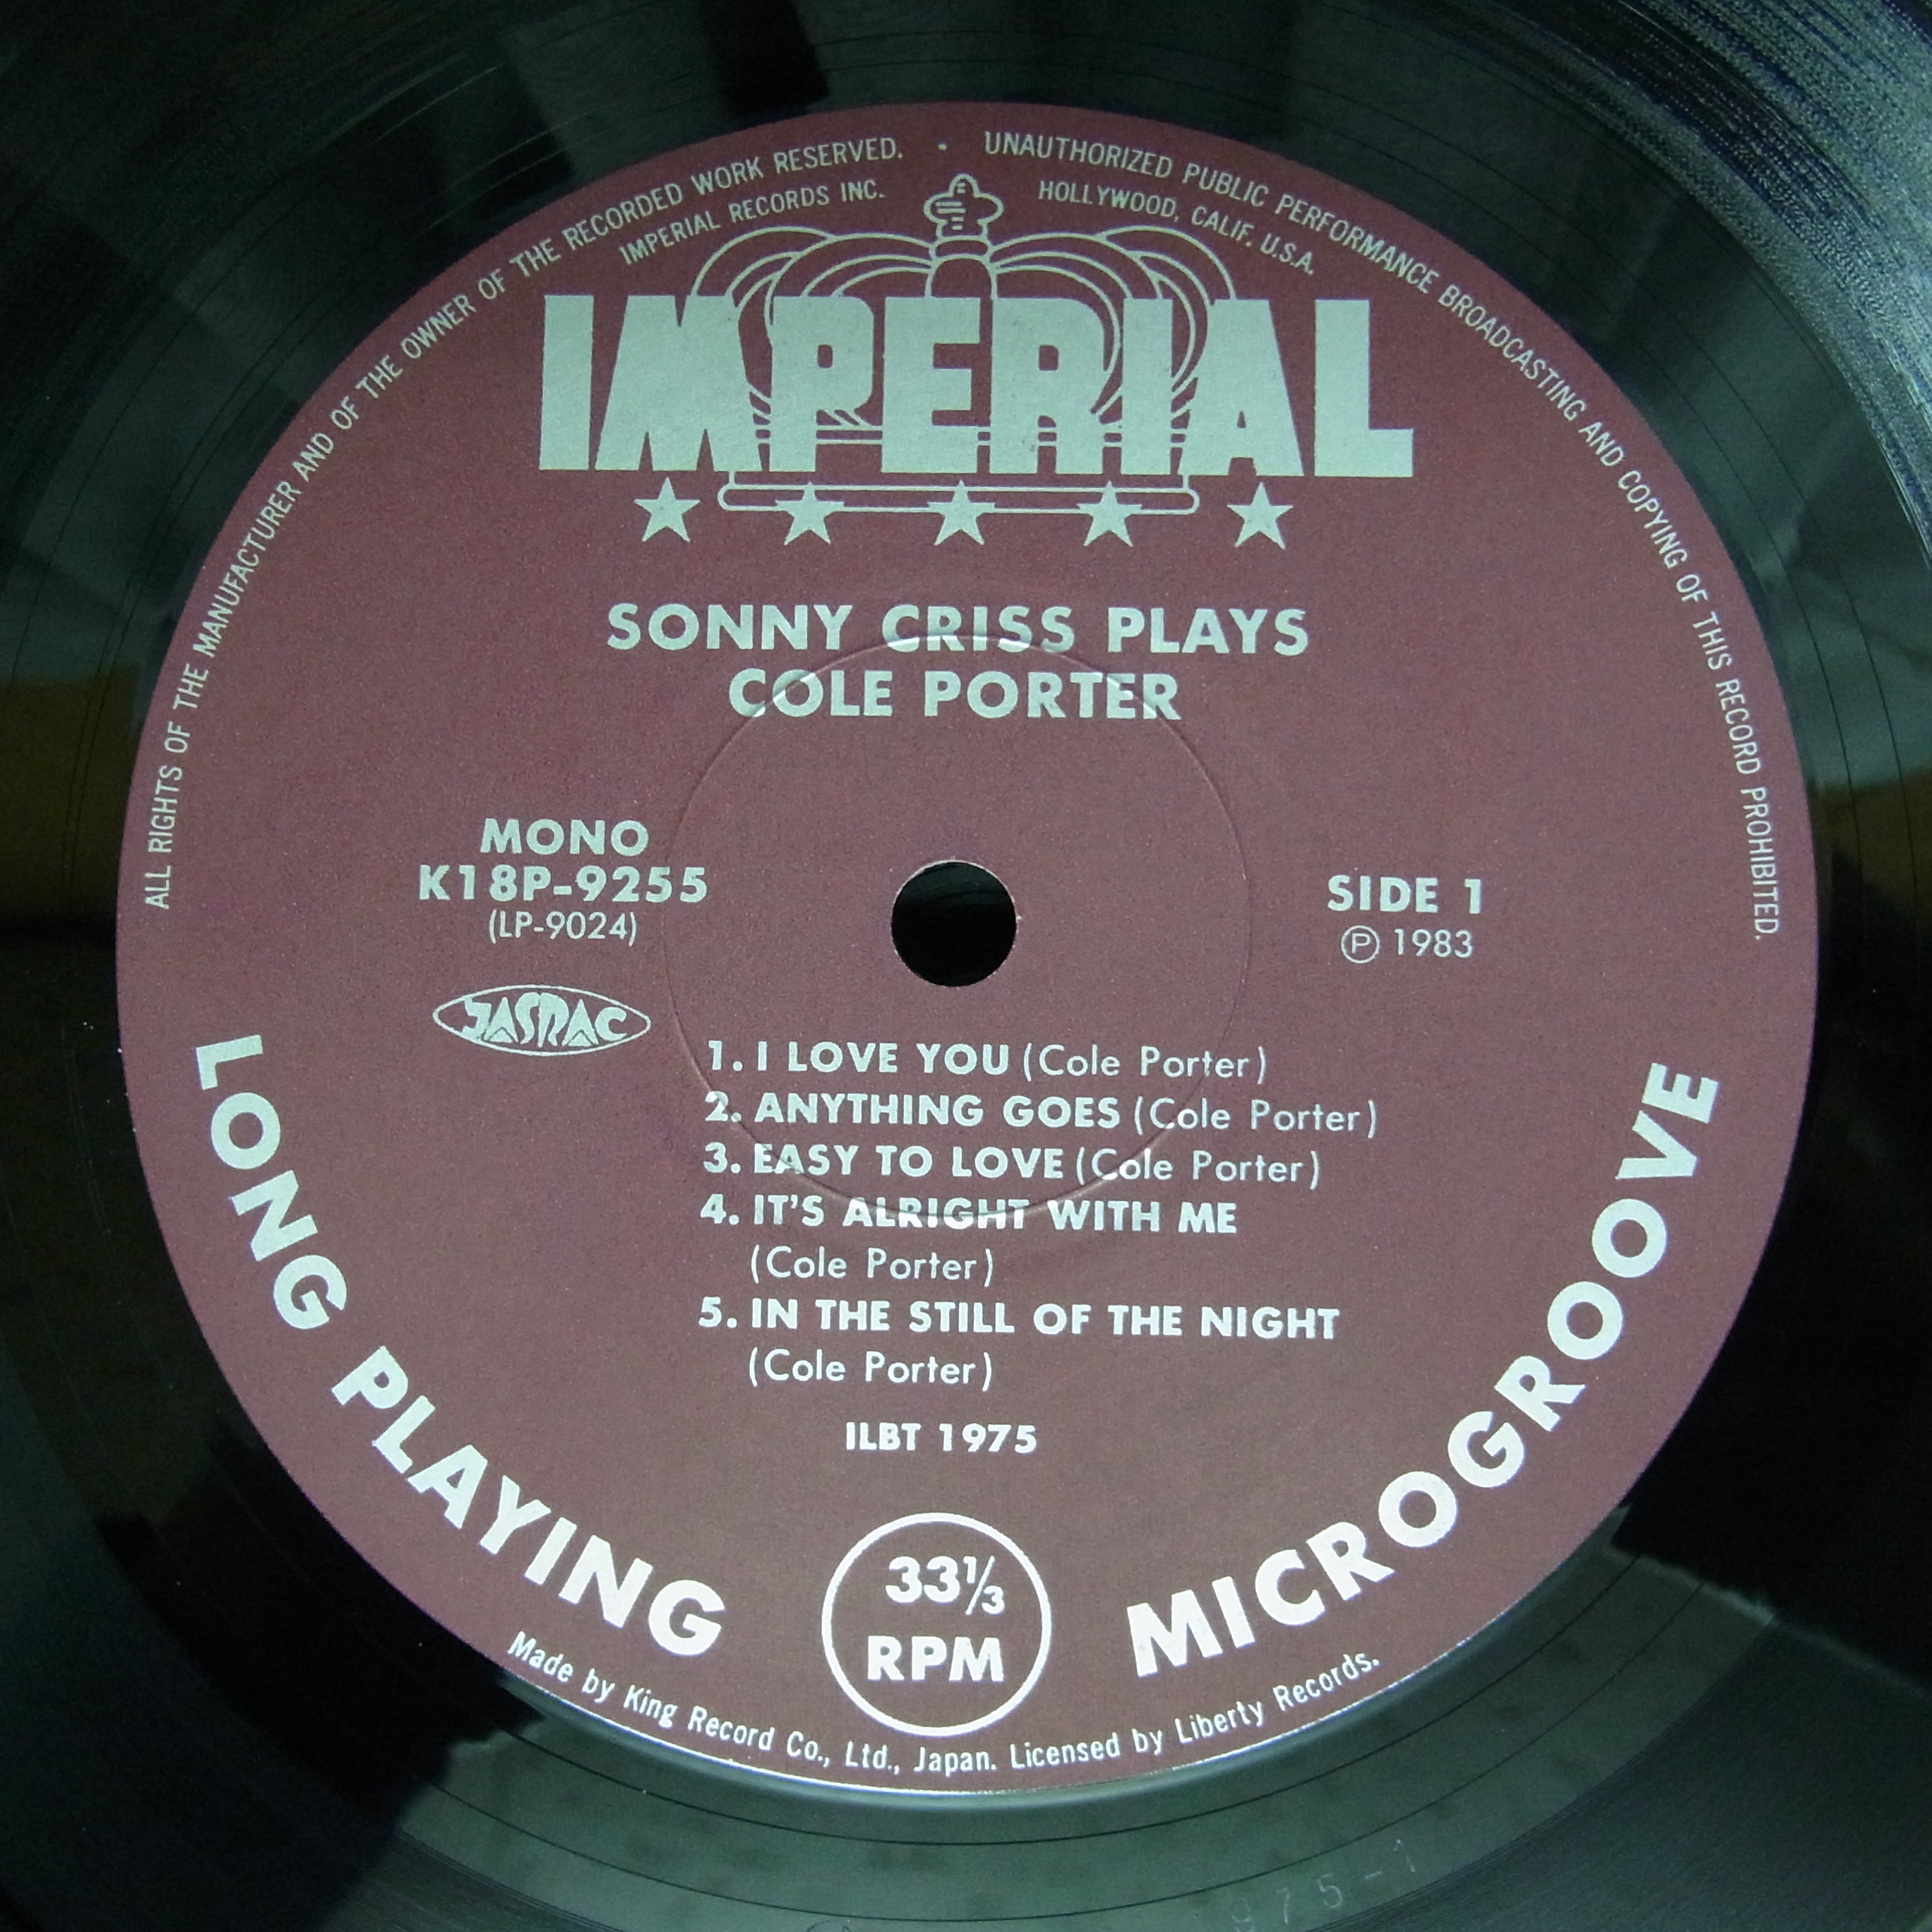 ALL RIGHTS OF THE MANUFACTURER AND OF THE OWNER OF THE RECORDED WORK RESERVED. · UNAUTHORIZED PUBLIC PERFORMANCE BROADCASTING AND COPYING OF THIS RECORD PROHIBITED.
IMPERIAL RECORDS INC. HOLLYWOOD, CALIF. U.S.A.
IMPERIAL
SONNY CRISS PLAYS
COLE PORTER
MONO
K18P-9255
(LP-9024)
JASRAC
SIDE 1
Ⓟ 1983
1. I LOVE YOU (Cole Porter)
2. ANYTHING GOES (Cole Porter)
3. EASY TO LOVE (Cole Porter)
4. IT'S ALRIGHT WITH ME
(Cole Porter)
5. IN THE STILL OF THE NIGHT
(Cole Porter)
ILBT 1975
LONG PLAYING
33⅓
RPM
MICROGROOVE
Made by King Record Co., Ltd., Japan. Licensed by Liberty Records.
975-1